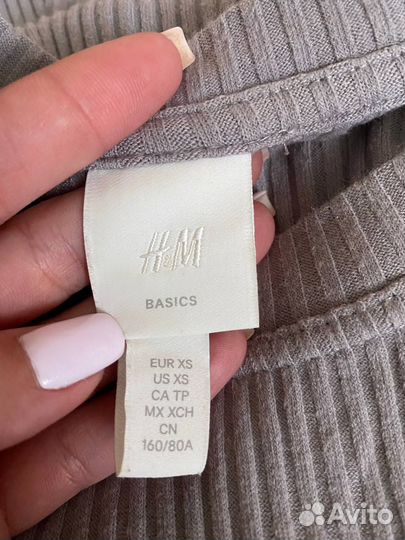 H&M
BASICS
EUR XS
US XS
CA TP
MX XCH
CN
160/80A
Avito